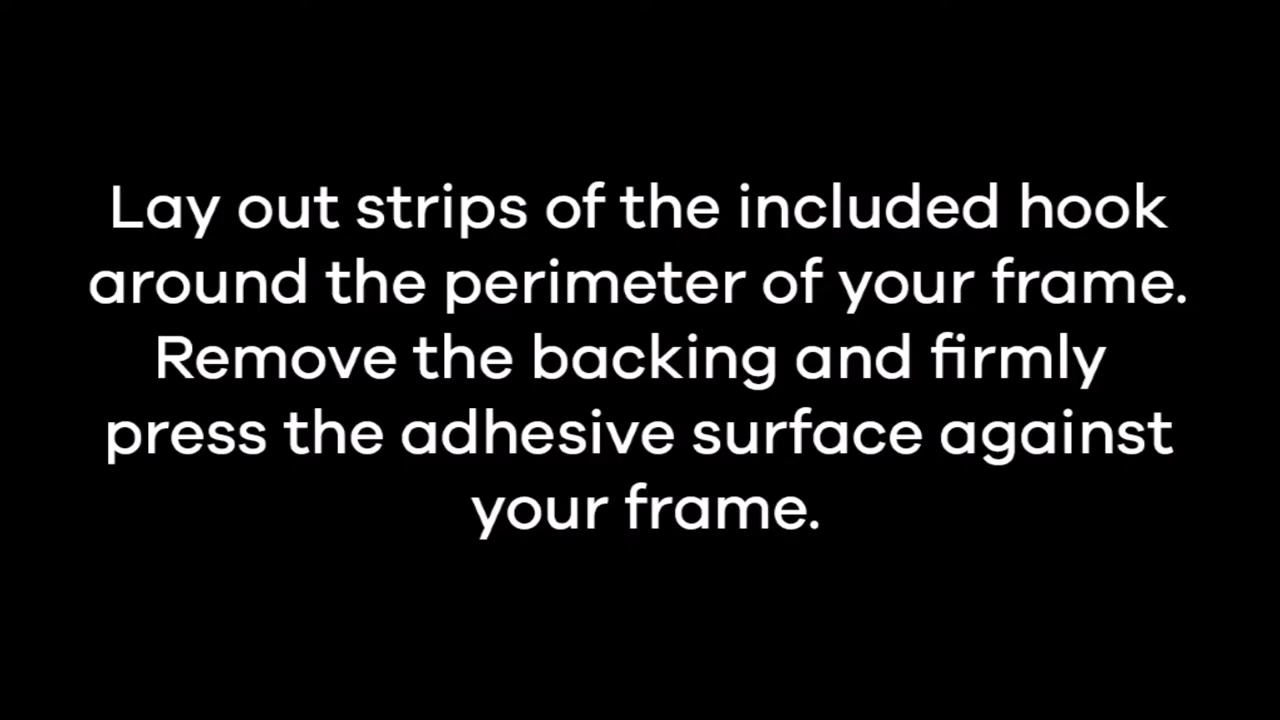 Lay out strips of the included hook
around the perimeter of your frame.
Remove the backing and firmly
press the adhesive surface against
your frame.